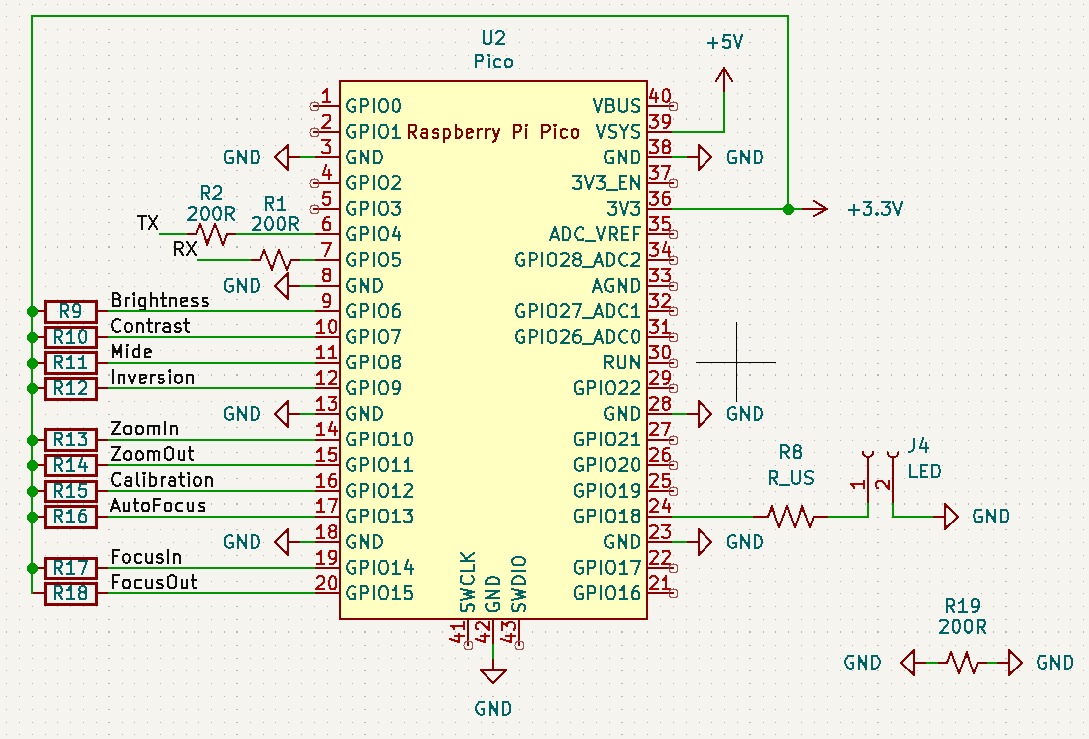 U2
Pico
+5V
1 GPIO0 VBUS 40
2 GPIO1 Raspberry Pi Pico VSYS 39
GND 3 GND GND 38 GND
4 GPIO2 3V3_EN 37
R2 200R
R1 200R
5 GPIO3 3V3 36 +3.3V
TX 6 GPIO4 ADC_VREF 35
RX 7 GPIO5 GPIO28_ADC2 34
GND 8 GND AGND 33
R9 Brightness 9 GPIO6 GPIO27_ADC1 32
R10 Contrast 10 GPIO7 GPIO26_ADC0 31
R11 Mide 11 GPIO8 RUN 30
R12 Inversion 12 GPIO9 GPIO22 29
GND 13 GND GND 28 GND
R13 ZoomIn 14 GPIO10 GPIO21 27
R14 ZoomOut 15 GPIO11 GPIO20 26
R15 Calibration 16 GPIO12 GPIO19 25
R16 AutoFocus 17 GPIO13 GPIO18 24
R8
R_US
J4
LED
1 2
GND
GND 18 GND GND 23 GND
R17 FocusIn 19 GPIO14 GPIO17 22
R18 FocusOut 20 GPIO15 GPIO16 21
SWCLK GND SWDIO
41 42 43
GND
R19
200R
GND GND